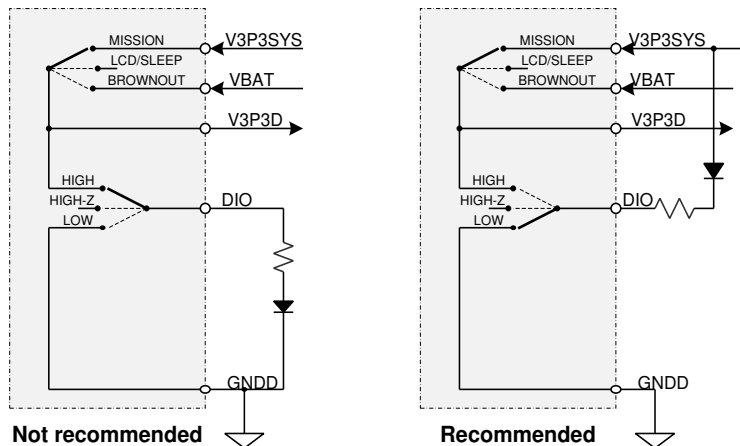 MISSION
V3P3SYS
LCD/SLEEP
BROWNOUT
VBAT
V3P3D
HIGH
HIGH-Z
LOW
DIO
GNDD
Not recommended
MISSION
V3P3SYS
LCD/SLEEP
BROWNOUT
VBAT
V3P3D
HIGH
HIGH-Z
LOW
DIO
GNDD
Recommended